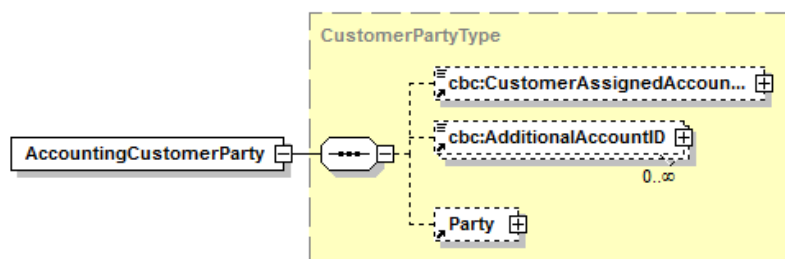 CustomerPartyType
cbc:CustomerAssignedAccoun...
AccountingCustomerParty
cbc:AdditionalAccountID
0..∞
Party